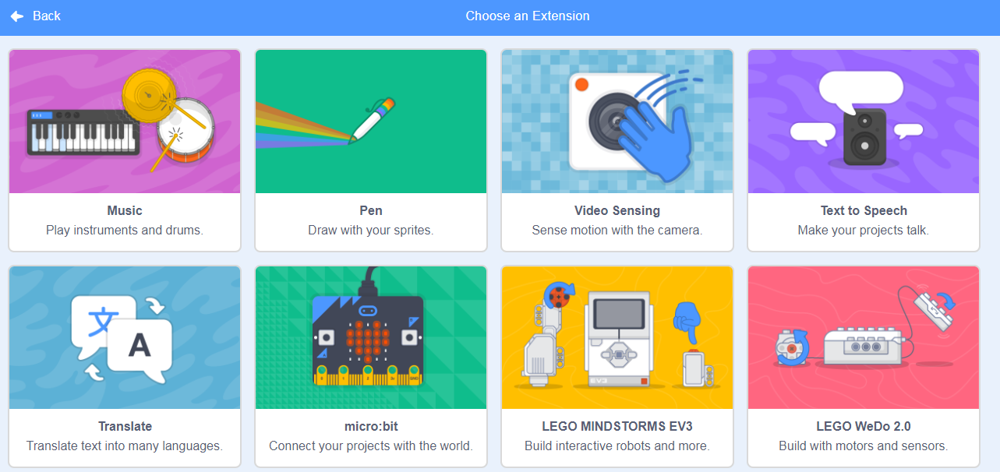 Back
Choose an Extension
Music
Play instruments and drums.
Pen
Draw with your sprites.
Video Sensing
Sense motion with the camera.
Text to Speech
Make your projects talk.
文
A
EV3
Translate
Translate text into many languages.
micro:bit
Connect your projects with the world.
LEGO MINDSTORMS EV3
Build interactive robots and more.
LEGO WeDo 2.0
Build with motors and sensors.